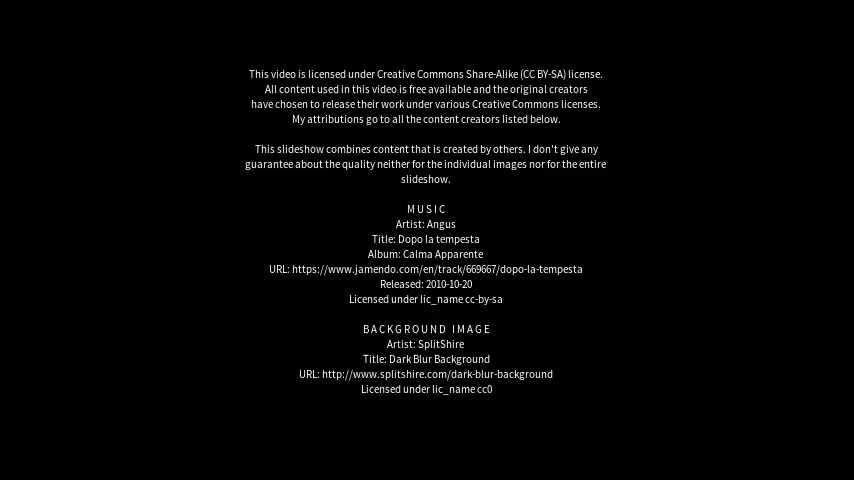 This video is licensed under Creative Commons Share-Alike (CC BY-SA) license.
All content used in this video is free available and the original creators
have chosen to release their work under various Creative Commons licenses.
My attributions go to all the content creators listed below.
This slideshow combines content that is created by others. I don't give any
guarantee about the quality neither for the individual images nor for the entire
slideshow.
MUSIC
Artist: Angus
Title: Dopo la tempesta
Album: Calma Apparente
URL: https://www.jamendo.com/en/track/669667/dopo-la-tempesta
Released: 2010-10-20
Licensed under lic_name cc-by-sa
BACKGROUND IMAGE
Artist: SplitShire
Title: Dark Blur Background
URL: http://www.splitshire.com/dark-blur-background
Licensed under lic_name cc0